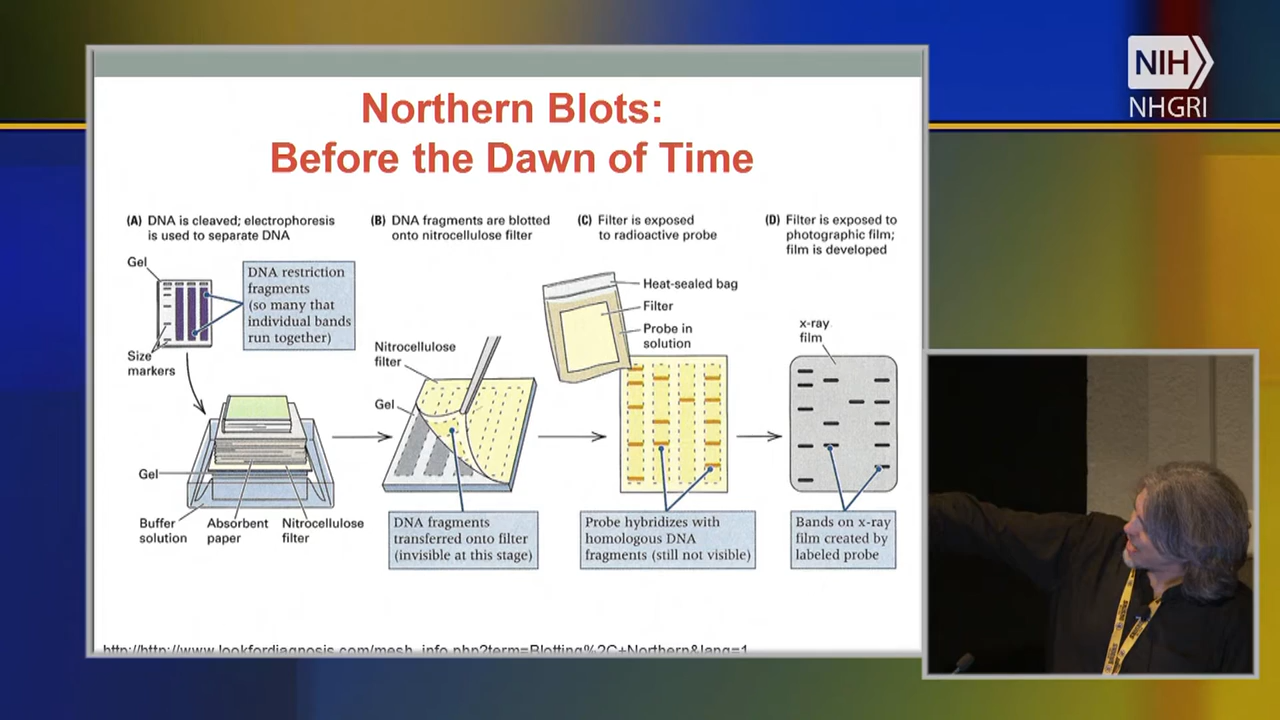 NIH
NHGRI
Northern Blots:
Before the Dawn of Time
(A) DNA is cleaved; electrophoresis
is used to separate DNA
Gel
DNA restriction
fragments
(so many that
individual bands
run together)
Size
markers
Gel
Buffer
solution
Absorbent
paper
Nitrocellulose
filter
(B) DNA fragments are blotted
onto nitrocellulose filter
Nitrocellulose
filter
Gel
DNA fragments
transferred onto filter
(invisible at this stage)
(C) Filter is exposed
to radioactive probe
Heat-sealed bag
Filter
Probe in
solution
Probe hybridizes with
homologous DNA
fragments (still not visible)
(D) Filter is exposed to
photographic film;
film is developed
x-ray
film
Bands on x-ray
film created by
labeled probe
http://http://www.lookfordiagnosis.com/mesh_info.php?term=Blotting%2C+Northern&lang=1